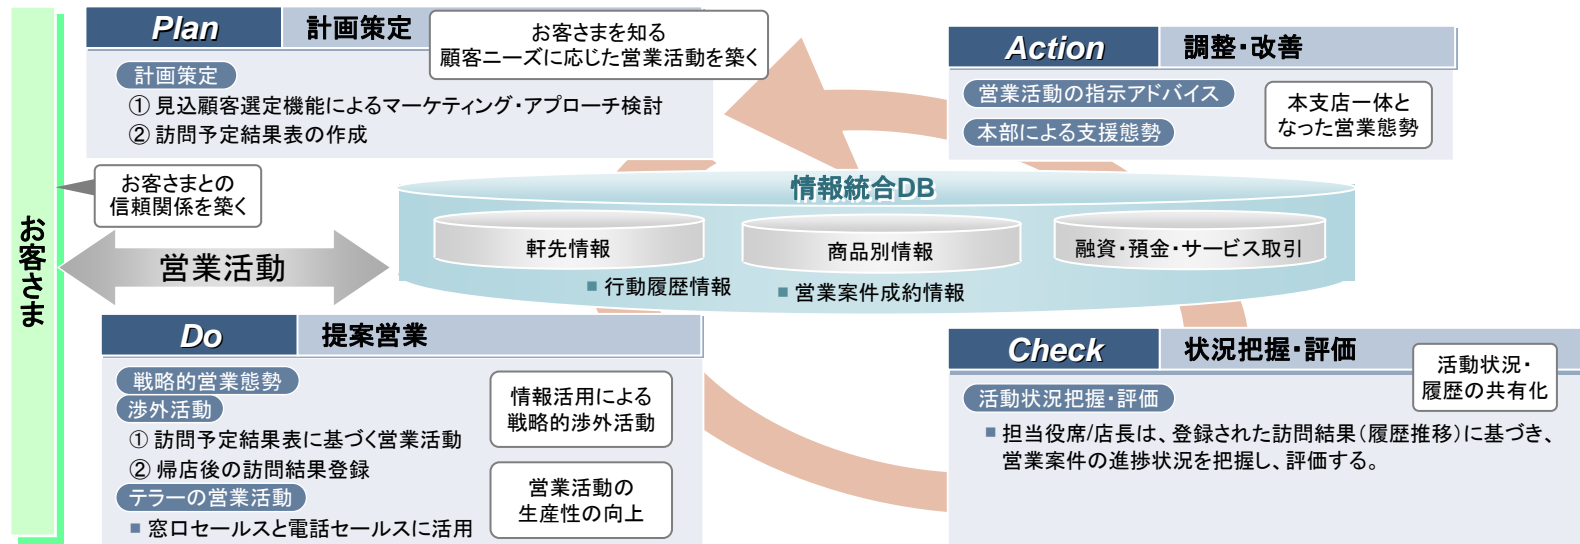 Plan
計画策定
お客さまを知る
顧客ニーズに応じた営業活動を築く
計画策定
① 見込顧客選定機能によるマーケティング・アプローチ検討
② 訪問予定結果表の作成
Action
調整・改善
営業活動の指示アドバイス
本部による支援態勢
本支店一体と
なった営業態勢
お客さまとの
信頼関係を築く
お客さま
営業活動
情報統合DB
軒先情報
商品別情報
融資・預金・サービス取引
■ 行動履歴情報
■ 営業案件成約情報
Do
提案営業
戦略的営業態勢
渉外活動
① 訪問予定結果表に基づく営業活動
② 帰店後の訪問結果登録
テラーの営業活動
■ 窓口セールスと電話セールスに活用
情報活用による
戦略的渉外活動
営業活動の
生産性の向上
Check
状況把握・評価
活動状況・
履歴の共有化
活動状況把握・評価
■ 担当役席/店長は、登録された訪問結果（履歴推移）に基づき、
営業案件の進捗状況を把握し、評価する。